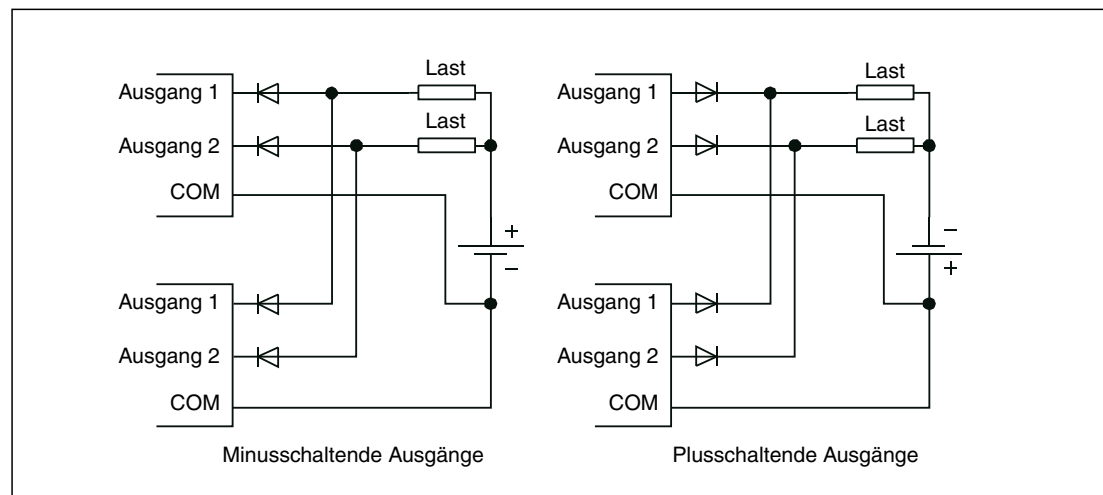 Last
Ausgang 1
Last
Ausgang 2
COM
+
−
Ausgang 1
Ausgang 2
COM
Minusschaltende Ausgänge
Last
Ausgang 1
Last
Ausgang 2
COM
−
+
Ausgang 1
Ausgang 2
COM
Plusschaltende Ausgänge